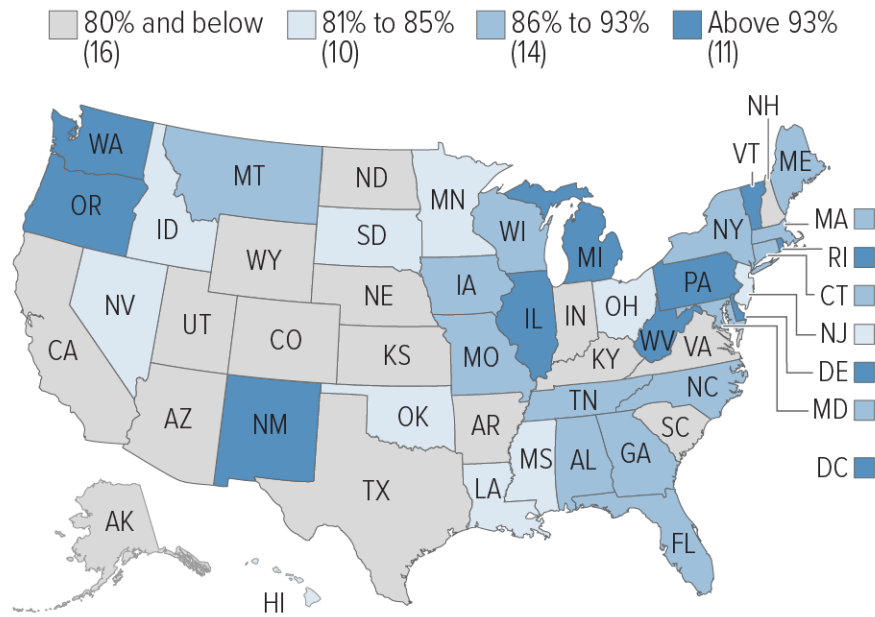 80% and below
(16)
81% to 85%
(10)
86% to 93%
(14)
Above 93%
(11)
NH
VT
ME
WA
MT
ND
MN
OR
ID
SD
WI
NY
MA
MI
RI
WY
PA
CT
IA
NE
OH
NV
IL
IN
NJ
UT
CO
WV
VA
CA
KS
MO
KY
DE
NC
MD
TN
OK
AZ
NM
AR
SC
MS
AL
GA
DC
TX
LA
AK
FL
HI